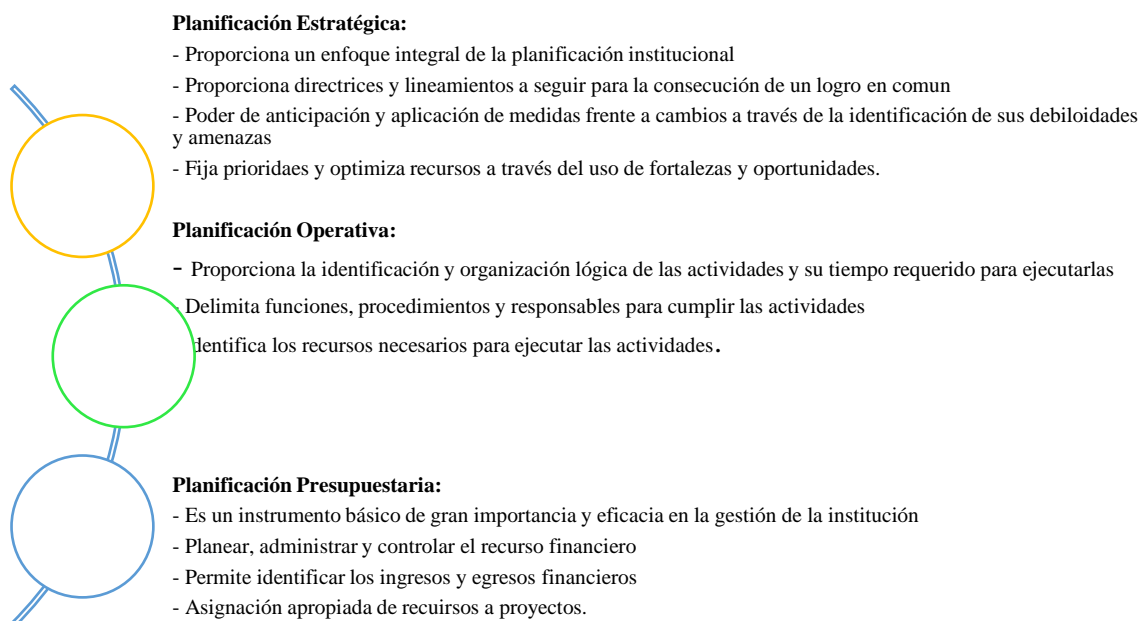 Planificación Estratégica:
- Proporciona un enfoque integral de la planificación institucional
- Proporciona directrices y lineamientos a seguir para la consecución de un logro en comun
- Poder de anticipación y aplicación de medidas frente a cambios a través de la identificación de sus debiloidades
y amenazas
- Fija prioridaes y optimiza recursos a través del uso de fortalezas y oportunidades.
Planificación Operativa:
- Proporciona la identificación y organización lógica de las actividades y su tiempo requerido para ejecutarlas
- Delimita funciones, procedimientos y responsables para cumplir las actividades
dentifica los recursos necesarios para ejecutar las actividades.
Planificación Presupuestaria:
- Es un instrumento básico de gran importancia y eficacia en la gestión de la institución
- Planear, administrar y controlar el recurso financiero
- Permite identificar los ingresos y egresos financieros
- Asignación apropiada de recuirsos a proyectos.